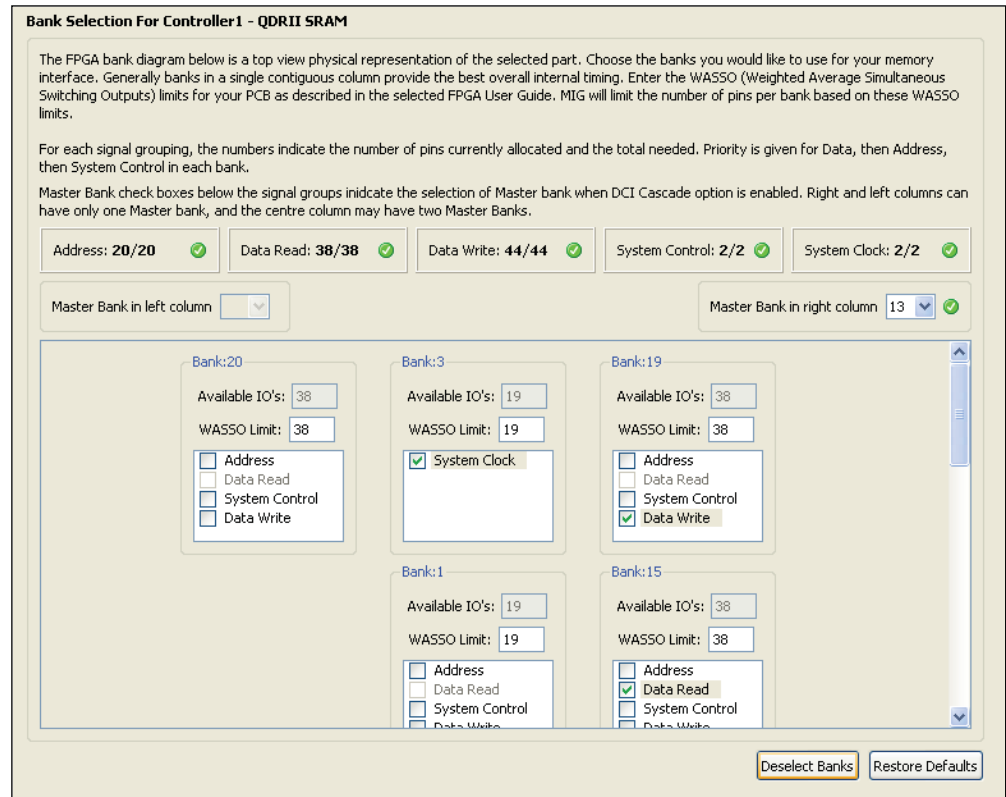 Bank Selection For Controller1 - QDRII SRAM
The FPGA bank diagram below is a top view physical representation of the selected part. Choose the banks you would like to use for your memory
interface. Generally banks in a single contiguous column provide the best overall internal timing. Enter the WASSO (Weighted Average Simultaneous
Switching Outputs) limits for your PCB as described in the selected FPGA User Guide. MIG will limit the number of pins per bank based on these WASSO
limits.
For each signal grouping, the numbers indicate the number of pins currently allocated and the total needed. Priority is given for Data, then Address,
then System Control in each bank.
Master Bank check boxes below the signal groups inidcate the selection of Master bank when DCI Cascade option is enabled. Right and left columns can
have only one Master bank, and the centre column may have two Master Banks.
Address: 20/20 Data Read: 38/38 Data Write: 44/44 System Control: 2/2 System Clock: 2/2
Master Bank in left column Master Bank in right column 13
Bank:20
Available IO's: 38
WASSO Limit: 38
Address
Data Read
System Control
Data Write
Bank:3
Available IO's: 19
WASSO Limit: 19
System Clock
Bank:19
Available IO's: 38
WASSO Limit: 38
Address
Data Read
System Control
Data Write
Bank:1
Available IO's: 19
WASSO Limit: 19
Address
Data Read
System Control
Data Write
Bank:15
Available IO's: 38
WASSO Limit: 38
Address
Data Read
System Control
Data Write
Deselect Banks Restore Defaults